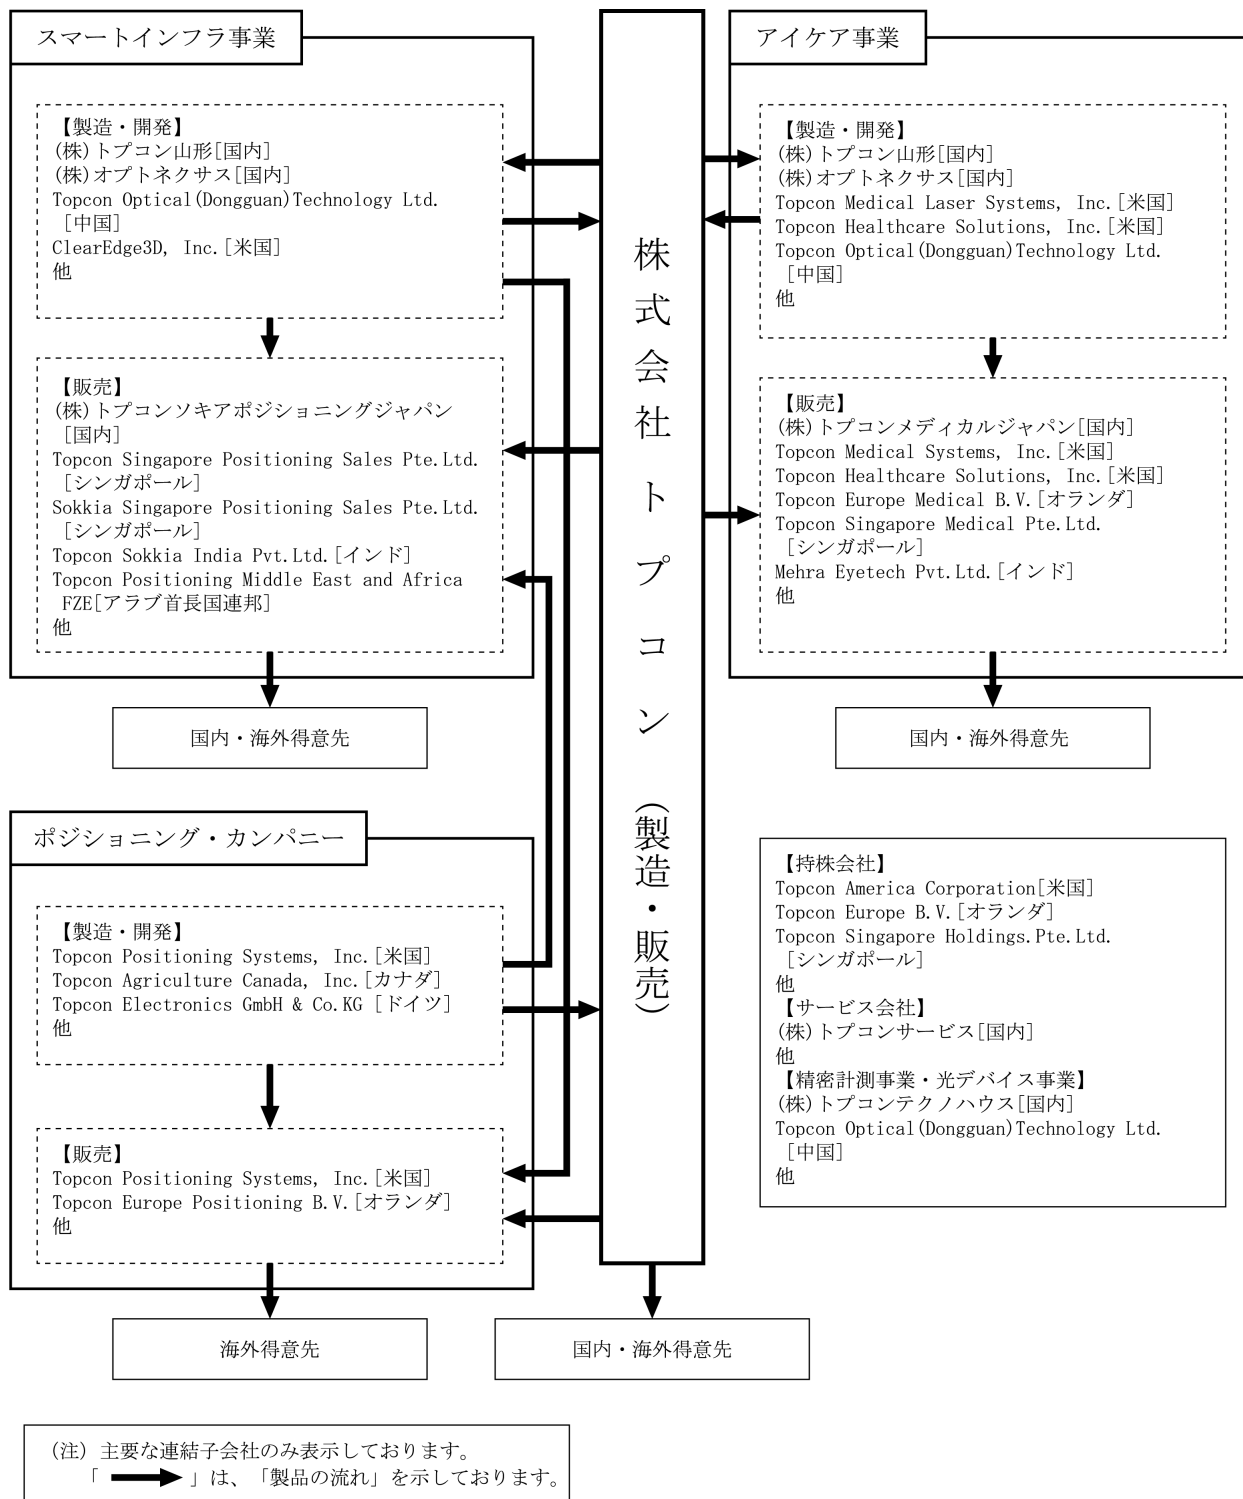 スマートインフラ事業
【製造・開発】
(株)トプコン山形[国内]
(株)オプトネクサス[国内]
Topcon Optical(Dongguan)Technology Ltd.
[中国]
ClearEdge3D, Inc.[米国]
他
【販売】
(株)トプコンソキアポジショニングジャパン
[国内]
Topcon Singapore Positioning Sales Pte.Ltd.
[シンガポール]
Sokkia Singapore Positioning Sales Pte.Ltd.
[シンガポール]
Topcon Sokkia India Pvt.Ltd.[インド]
Topcon Positioning Middle East and Africa
FZE[アラブ首長国連邦]
他
国内・海外得意先
ポジショニング・カンパニー
【製造・開発】
Topcon Positioning Systems, Inc.[米国]
Topcon Agriculture Canada, Inc.[カナダ]
Topcon Electronics GmbH & Co.KG [ドイツ]
他
【販売】
Topcon Positioning Systems, Inc.[米国]
Topcon Europe Positioning B.V.[オランダ]
他
海外得意先
株式会社トプコン (製造・販売)
国内・海外得意先
アイケア事業
【製造・開発】
(株)トプコン山形[国内]
(株)オプトネクサス[国内]
Topcon Medical Laser Systems, Inc.[米国]
Topcon Healthcare Solutions, Inc.[米国]
Topcon Optical(Dongguan)Technology Ltd.
[中国]
他
【販売】
(株)トプコンメディカルジャパン[国内]
Topcon Medical Systems, Inc.[米国]
Topcon Healthcare Solutions, Inc.[米国]
Topcon Europe Medical B.V.[オランダ]
Topcon Singapore Medical Pte.Ltd.
[シンガポール]
Mehra Eyetech Pvt.Ltd.[インド]
他
国内・海外得意先
【持株会社】
Topcon America Corporation[米国]
Topcon Europe B.V.[オランダ]
Topcon Singapore Holdings.Pte.Ltd.
[シンガポール]
他
【サービス会社】
(株)トプコンサービス[国内]
他
【精密計測事業・光デバイス事業】
(株)トプコンテクノハウス[国内]
Topcon Optical(Dongguan)Technology Ltd.
[中国]
他
(注) 主要な連結子会社のみ表示しております。
「 ➡ 」は、「製品の流れ」を示しております。